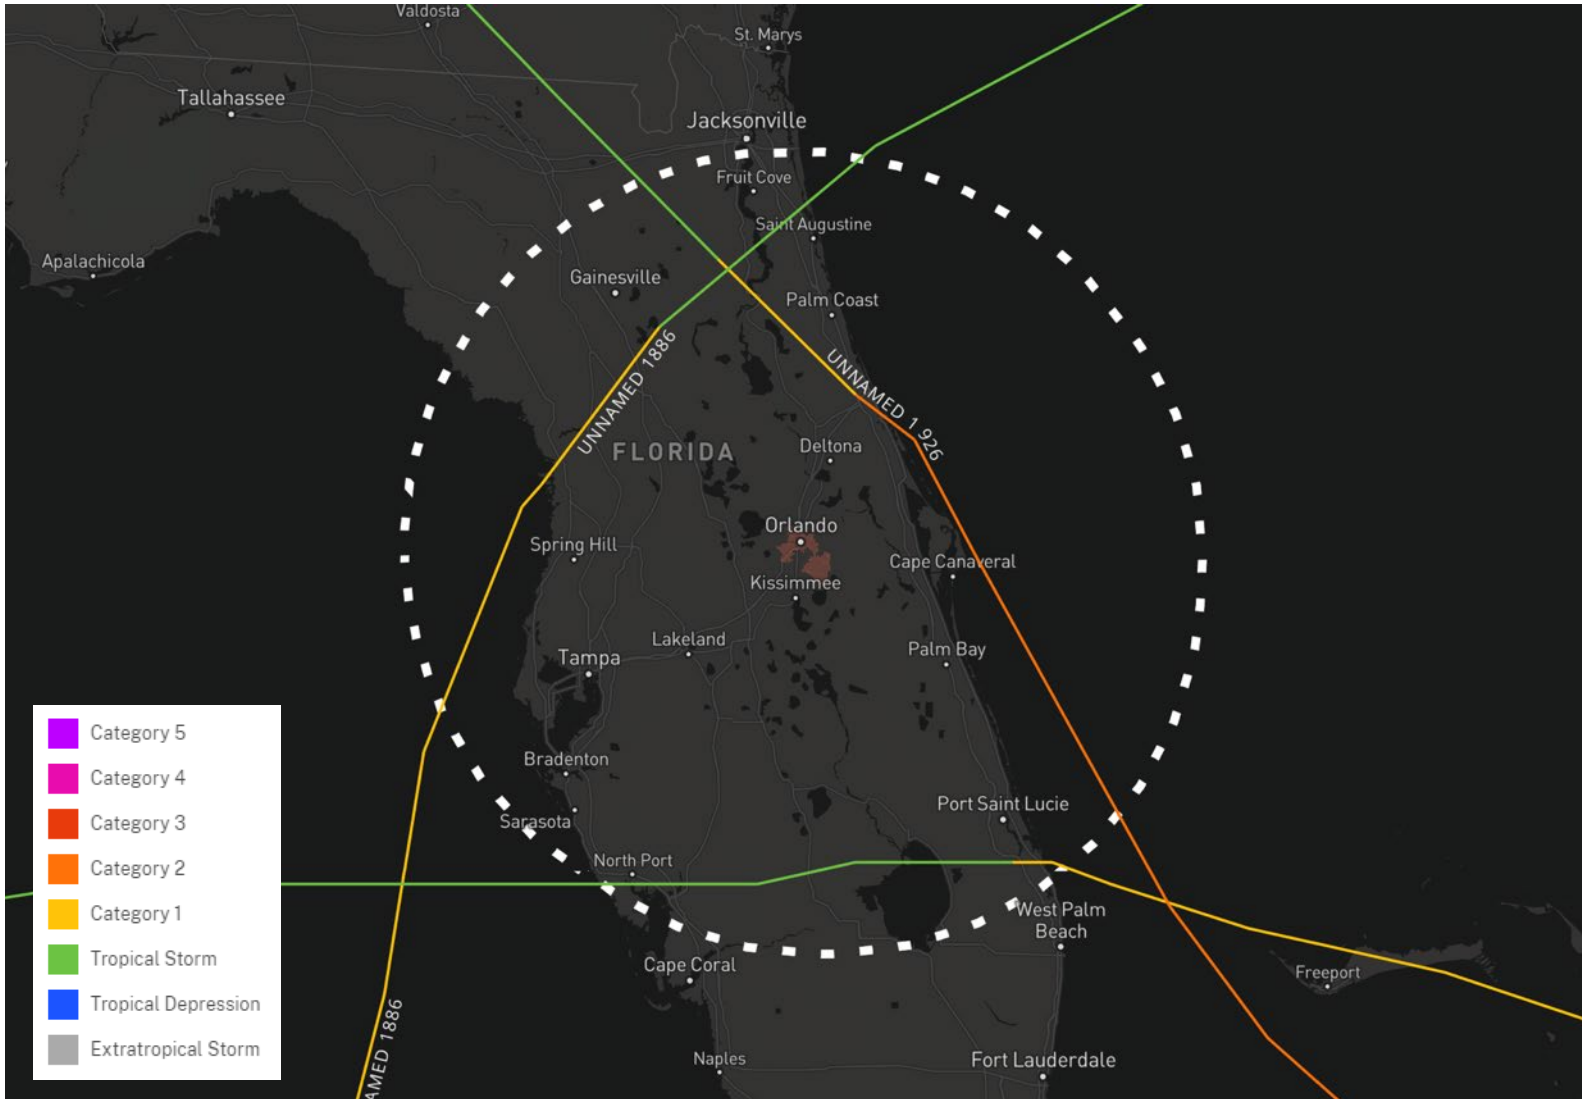 Valdosta
St. Marys
Tallahassee
Jacksonville
Fruit Cove
Saint Augustine
Apalachicola
Gainesville
Palm Coast
UNNAMED 1886
UNNAMED 1926
FLORIDA
Deltona
Orlando
Spring Hill
Cape Canaveral
Kissimmee
Lakeland
Tampa
Palm Bay
Bradenton
Port Saint Lucie
Sarasota
North Port
West Palm
Beach
Cape Coral
Freeport
AMED 1886
Naples
Fort Lauderdale
Category 5
Category 4
Category 3
Category 2
Category 1
Tropical Storm
Tropical Depression
Extratropical Storm